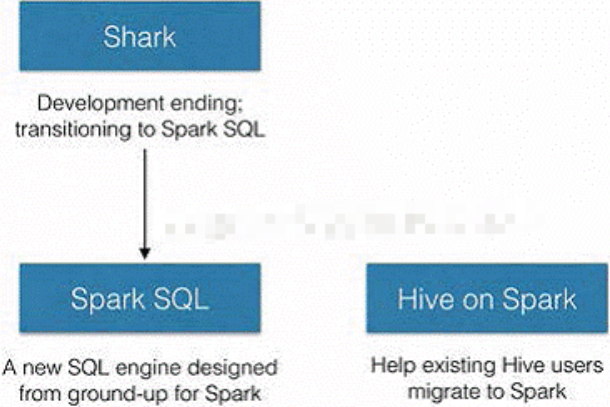 Shark
Development ending;
transitioning to Spark SQL
Spark SQL
Hive on Spark
A new SQL engine designed
from ground-up for Spark
Help existing Hive users
migrate to Spark